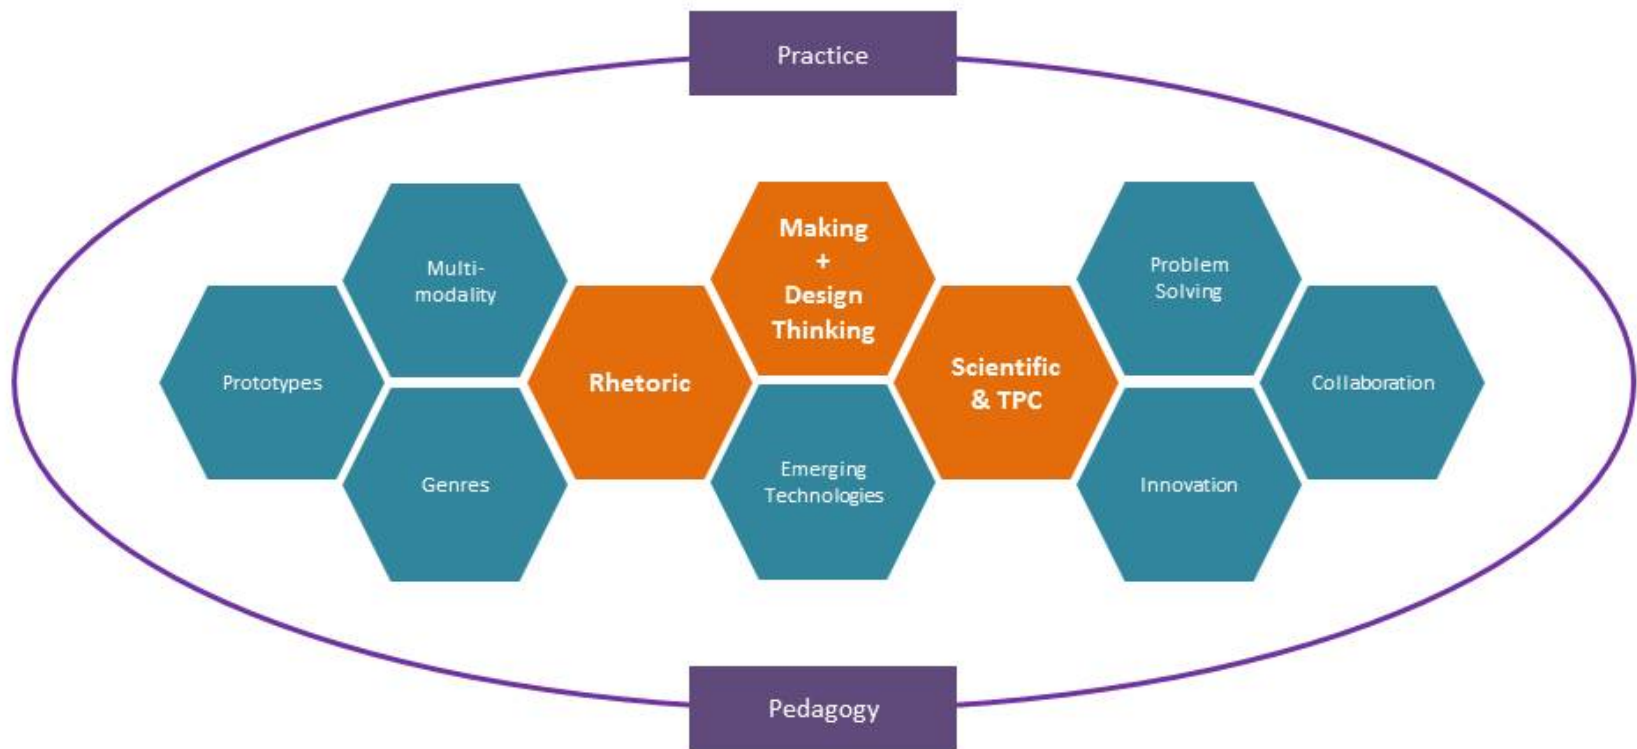 Practice
Making
+
Design
Thinking
Multi-
modality
Problem
Solving
Prototypes
Rhetoric
Scientific
& TPC
Collaboration
Genres
Emerging
Technologies
Innovation
Pedagogy